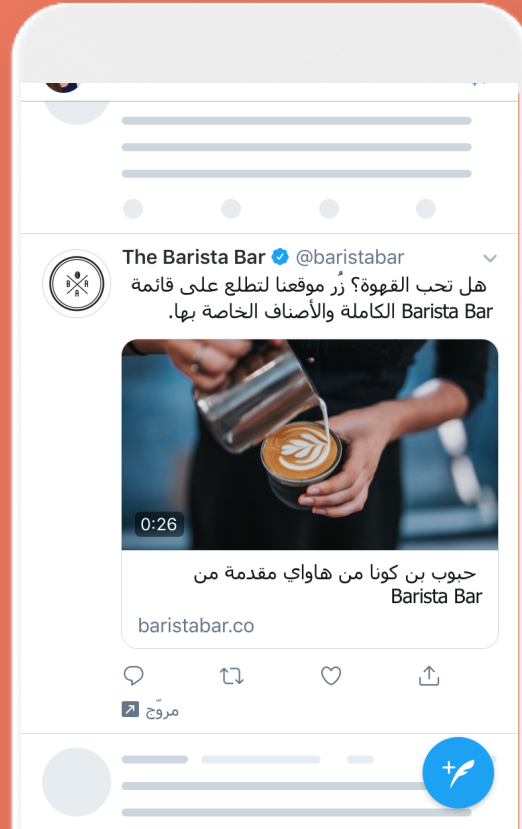 The Barista Bar @baristabar
B A R
هل تحب القهوة؟ زُر موقعنا لتطلع على قائمة
Barista Bar الكاملة والأصناف الخاصة بها.
0:26
حبوب بن كونا من هاواي مقدمة من
Barista Bar
baristabar.co
مروّج